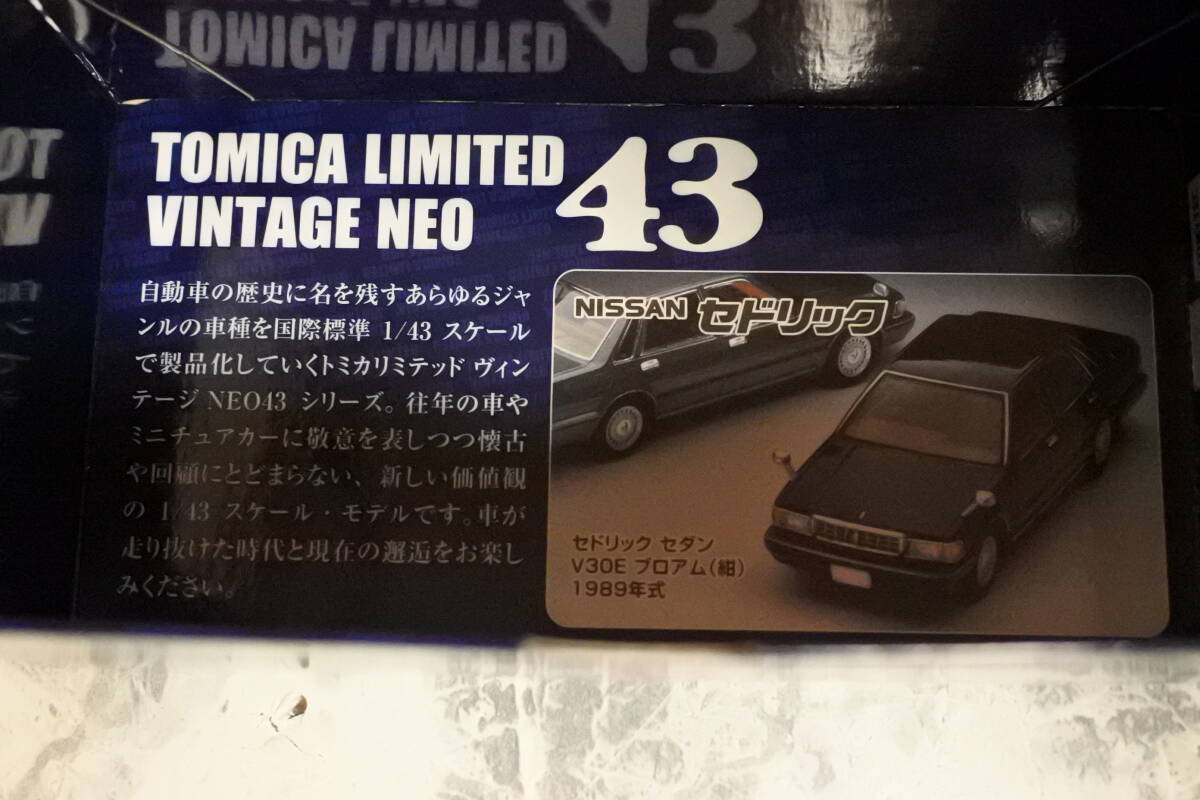 TOMICA LIMITED
VINTAGE NEO 43
自動車の歴史に名を残すあらゆるジャ
ンルの車種を国際標準 1/43 スケール
で製品化していくトミカリミテッド ヴィン
テージ NEO43 シリーズ。往年の車や
ミニチュアカーに敬意を表しつつ懐古
や回顧にとどまらない、新しい価値観
の 1/43 スケール・モデルです。車が
走り抜けた時代と現在の邂逅をお楽し
みください。
NISSAN セドリック
セドリック セダン
V30E ブロアム(紺)
1989年式